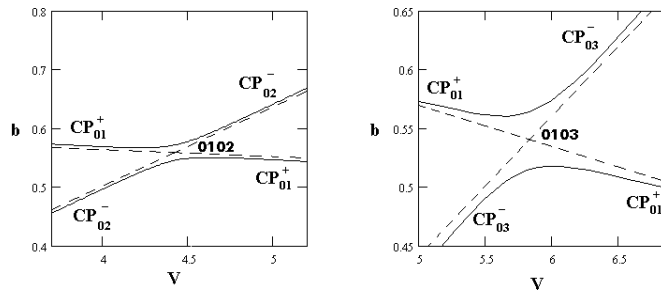 0.8
0.7
b 0.6
0.5
0.4
4 4.5 5
V
CP₀₂⁻
CP₀₁⁺
0102
CP₀₁⁺
CP₀₂⁻
0.65
0.6
b 0.55
0.5
0.45
5 5.5 6 6.5
V
CP₀₃⁻
CP₀₁⁺
0103
CP₀₁⁺
CP₀₃⁻